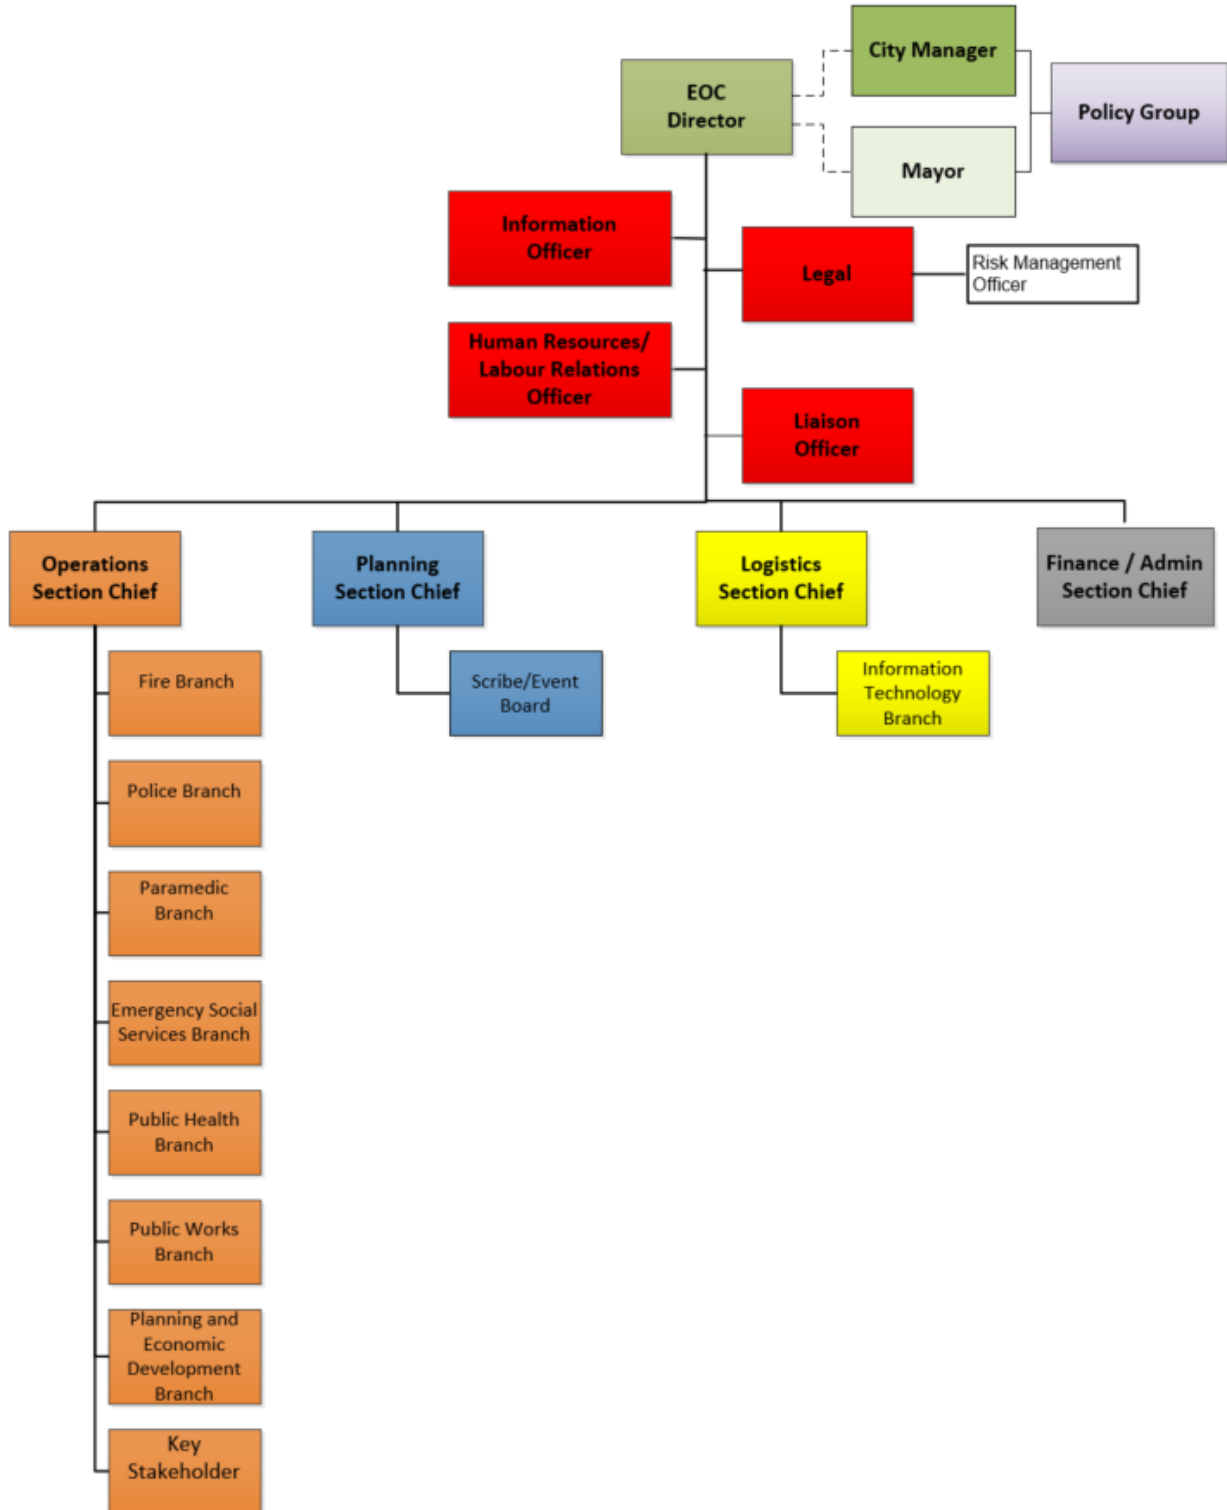 City Manager
EOC
Director
Policy Group
Mayor
Information
Officer
Legal
Risk Management
Officer
Human Resources/
Labour Relations
Officer
Liaison
Officer
Operations
Section Chief
Planning
Section Chief
Logistics
Section Chief
Finance / Admin
Section Chief
Fire Branch
Scribe/Event
Board
Information
Technology
Branch
Police Branch
Paramedic
Branch
Emergency Social
Services Branch
Public Health
Branch
Public Works
Branch
Planning and
Economic
Development
Branch
Key
Stakeholder